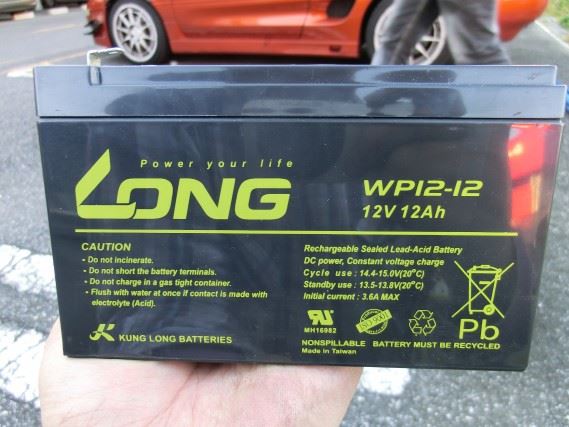 Power your life
LONG
WP12-12
12V 12Ah
CAUTION
- Do not incinerate.
- Do not short the battery terminals.
- Do not charge in a gas tight container.
- Flush with water at once if contact is made with
electrolyte (Acid).
KUNG LONG BATTERIES
Rechargeable Sealed Lead-Acid Battery
DC power, Constant voltage charge
Cycle use : 14.4-15.0V(20°C)
Standby use : 13.5-13.8V(20°C)
Initial current : 3.6A MAX
MH16982
ISO-9001
Pb
NONSPILLABLE BATTERY MUST BE RECYCLED
Made in Taiwan